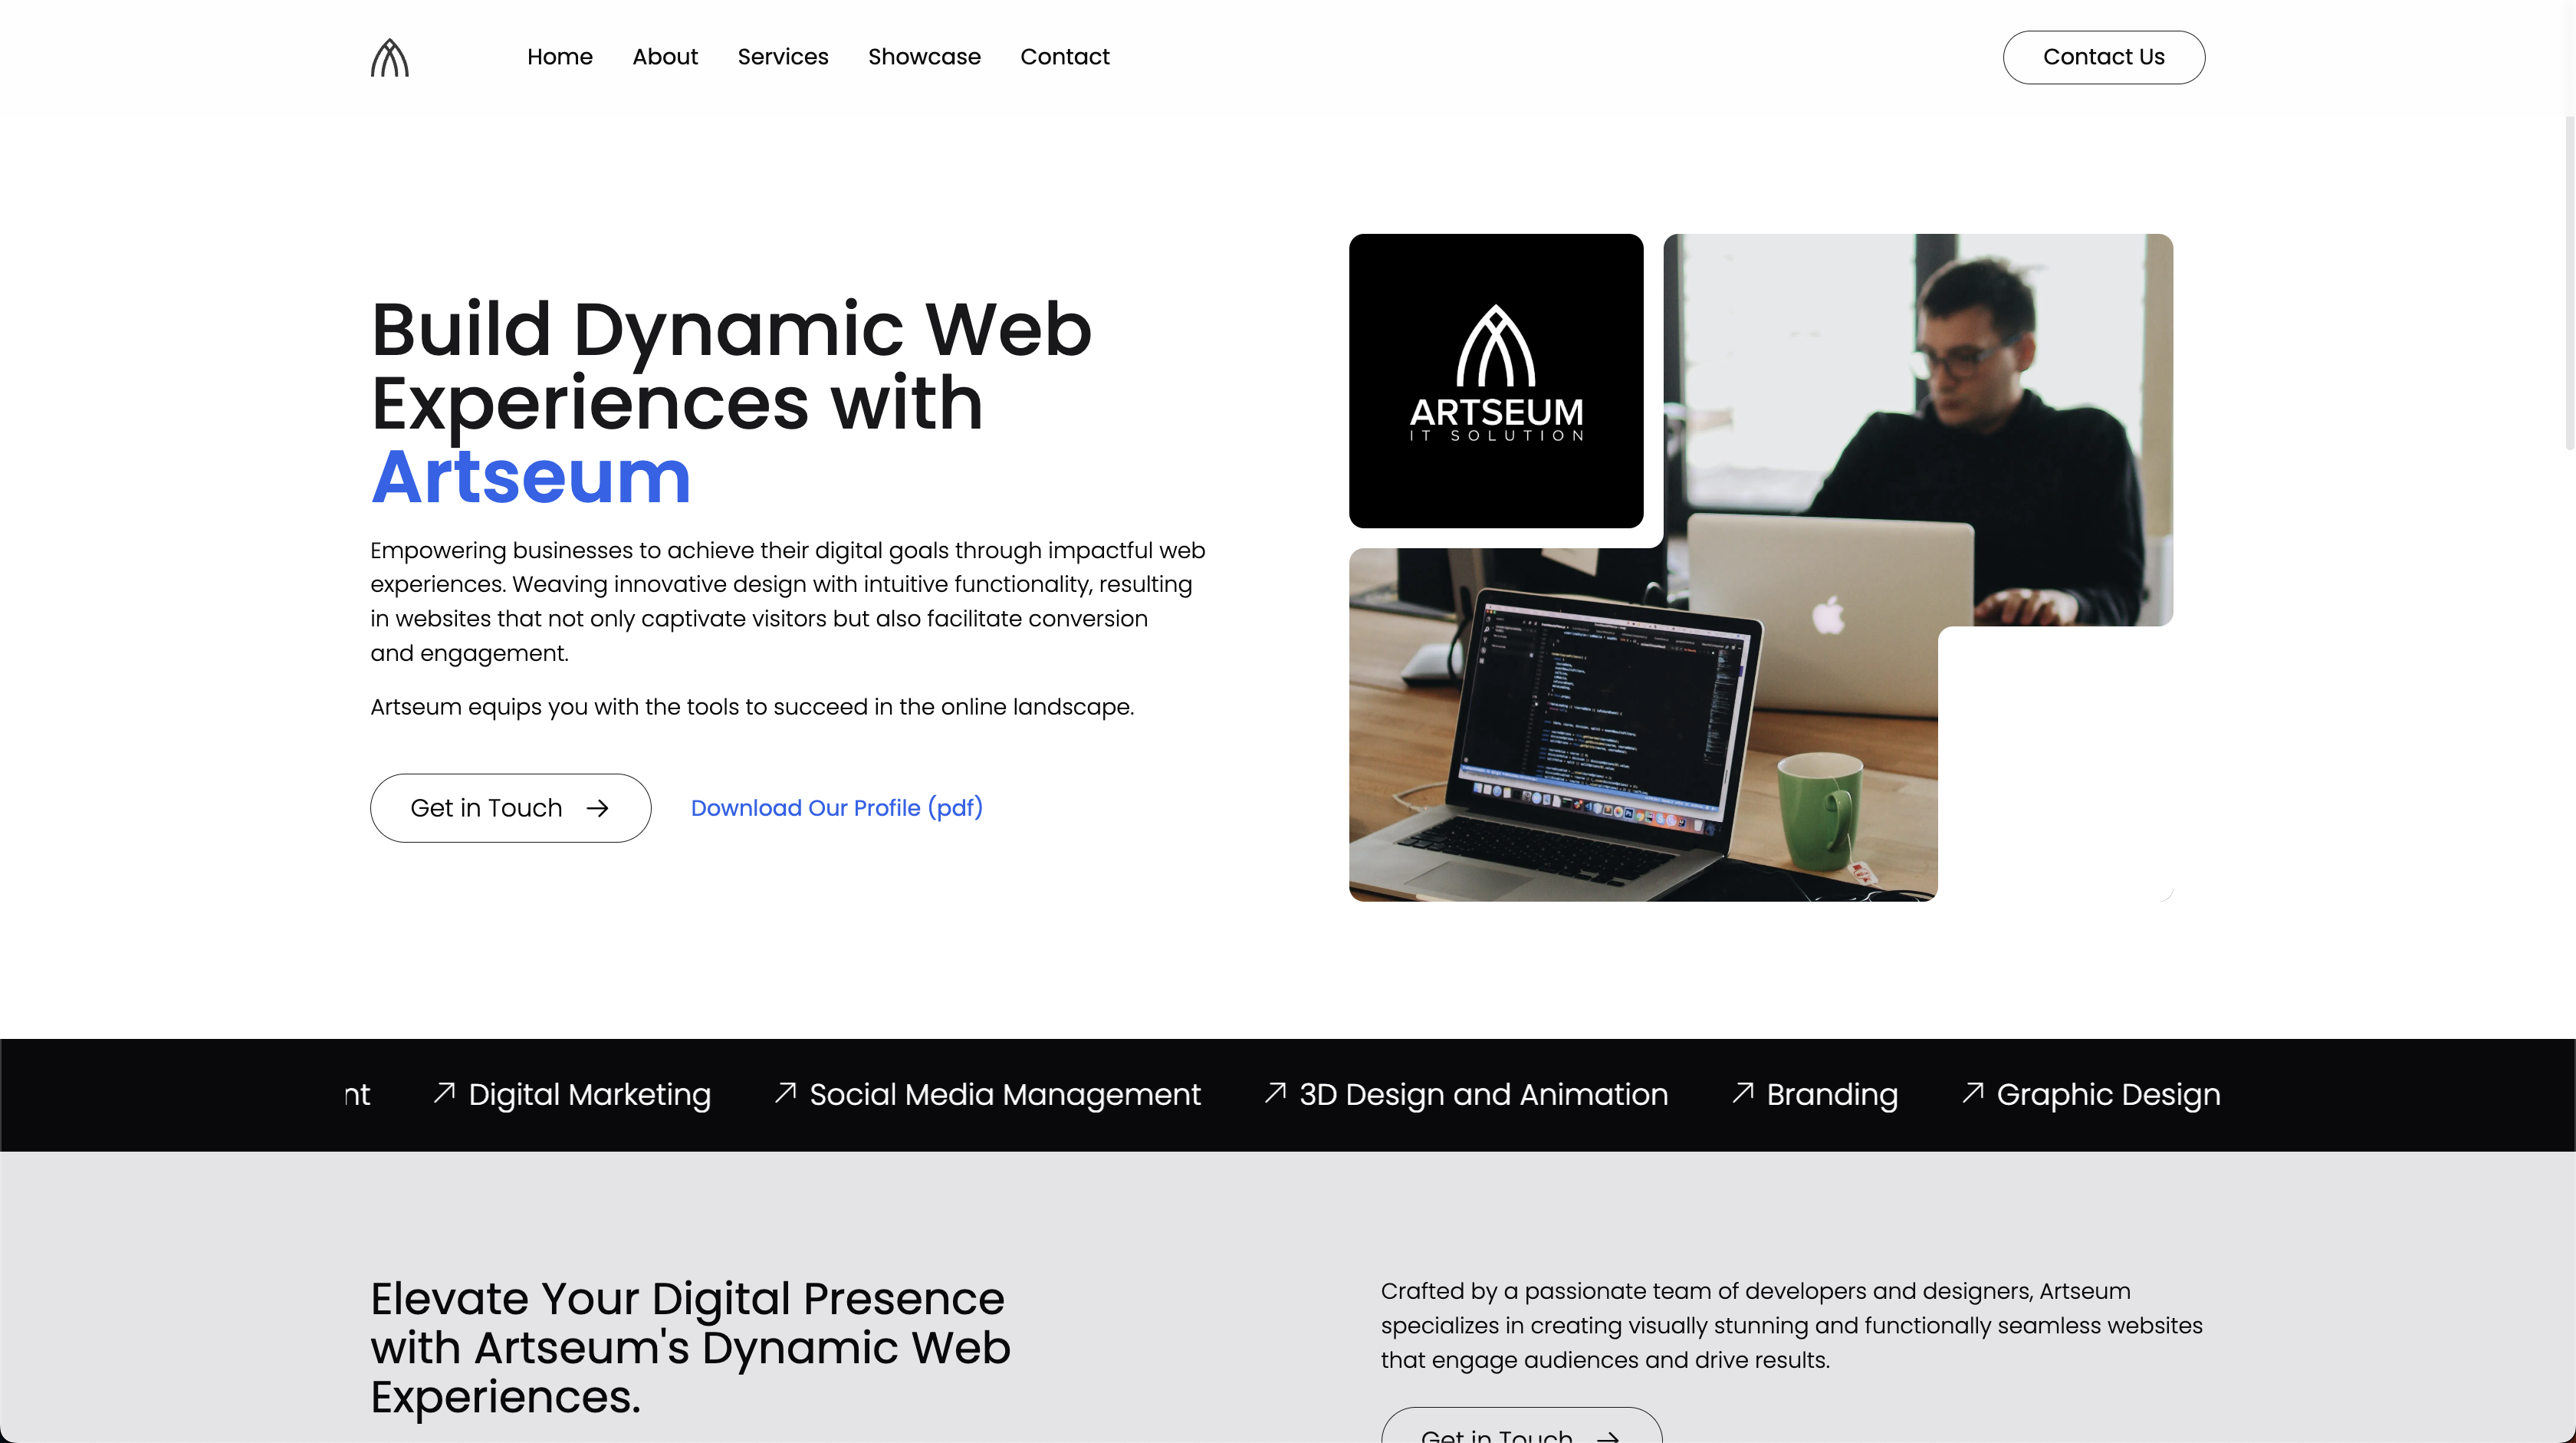 Home About Services Showcase Contact Contact Us
Build Dynamic Web
Experiences with
Artseum
Empowering businesses to achieve their digital goals through impactful web
experiences. Weaving innovative design with intuitive functionality, resulting
in websites that not only captivate visitors but also facilitate conversion
and engagement.
Artseum equips you with the tools to succeed in the online landscape.
Get in Touch
Download Our Profile (pdf)
ARTSEUM
IT SOLUTION
nt Digital Marketing Social Media Management 3D Design and Animation Branding Graphic Design
Elevate Your Digital Presence
with Artseum's Dynamic Web
Experiences.
Crafted by a passionate team of developers and designers, Artseum
specializes in creating visually stunning and functionally seamless websites
that engage audiences and drive results.
Get in Touch